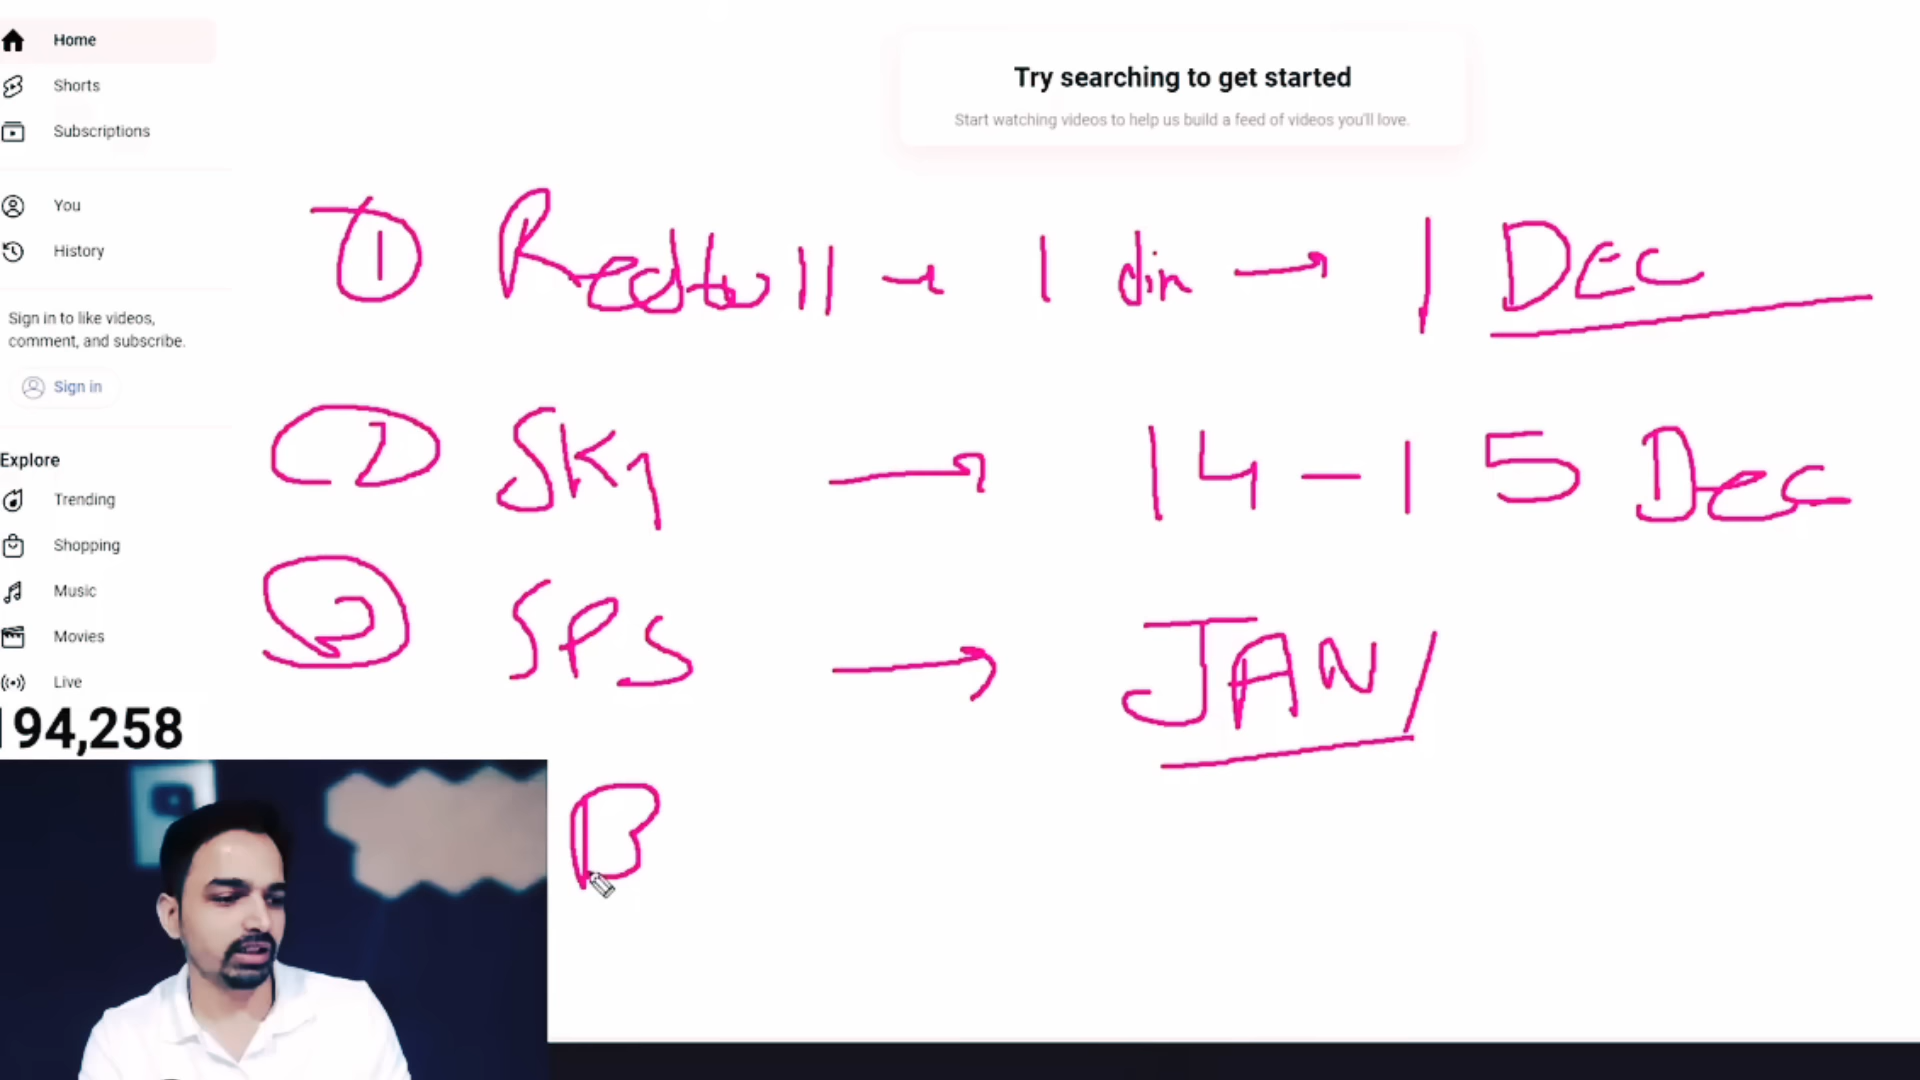 Home
Shorts
Subscriptions
You
History
Sign in to like videos,
comment, and subscribe.
Sign in
Explore
Trending
Shopping
Music
Movies
Live
194,258
Try searching to get started
Start watching videos to help us build a feed of videos you'll love.
1 Redbull → 1 din → 1 DEC
2 Sky → 14-15 Dec
SPS → JAN/
B